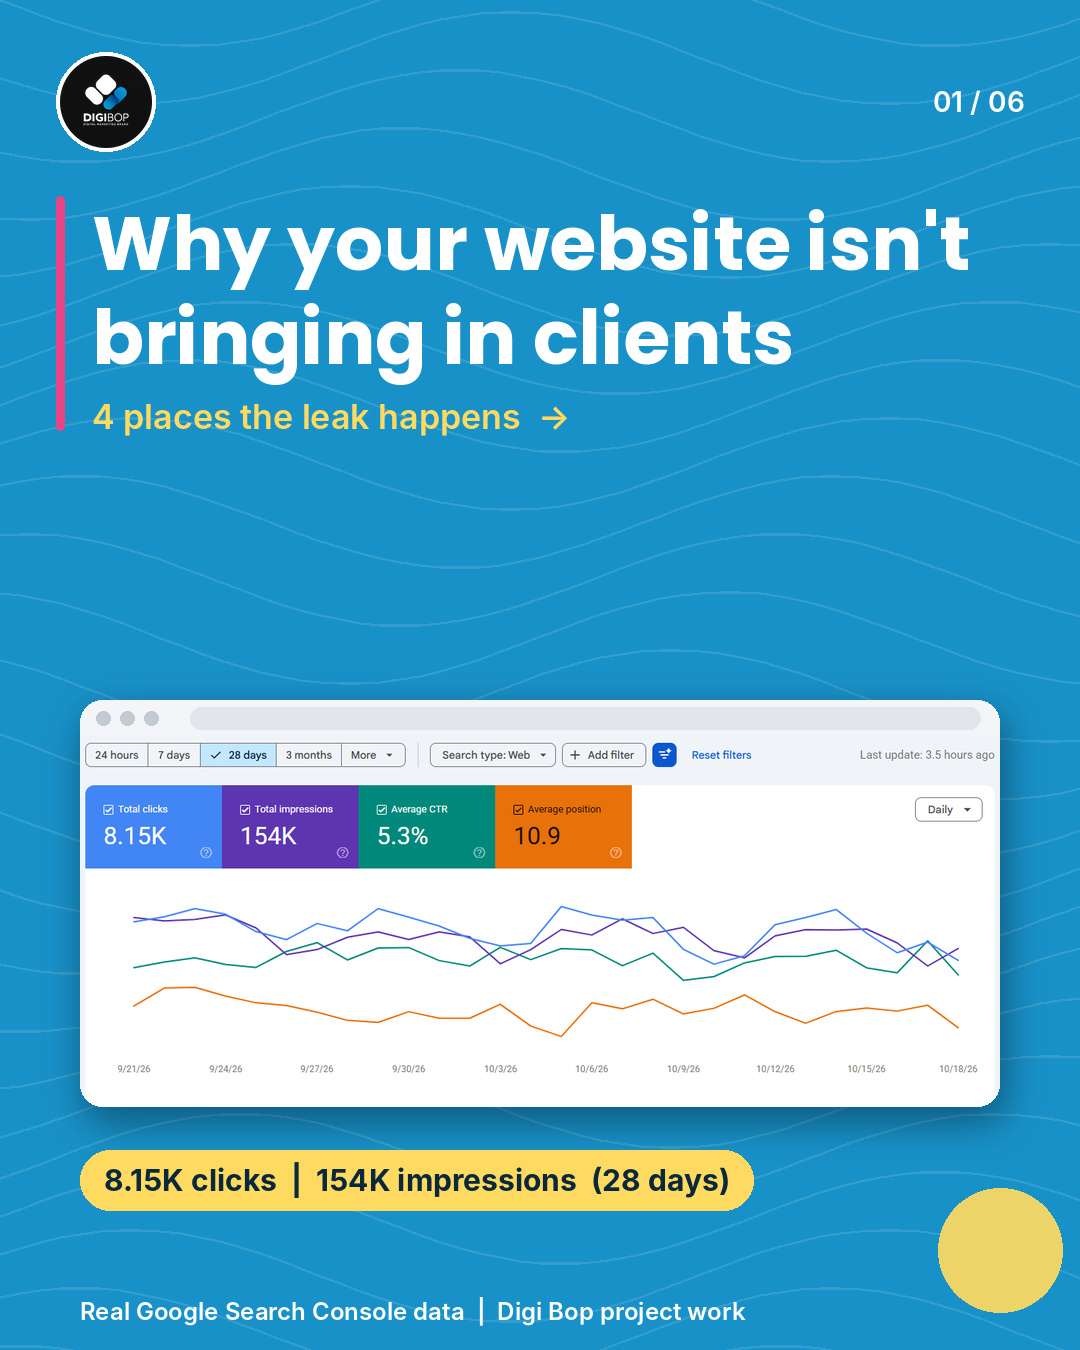 DIGIBOP
DIGITAL MARKETING BRAND
01 / 06
Why your website isn't
bringing in clients
4 places the leak happens →
24 hours 7 days 28 days 3 months More Search type: Web Add filter Reset filters Last update: 3.5 hours ago
Total clicks Total impressions Average CTR Average position Daily
8.15K 154K 5.3% 10.9
9/21/26 9/24/26 9/27/26 9/30/26 10/3/26 10/6/26 10/9/26 10/12/26 10/15/26 10/18/26
8.15K clicks | 154K impressions (28 days)
Real Google Search Console data | Digi Bop project work